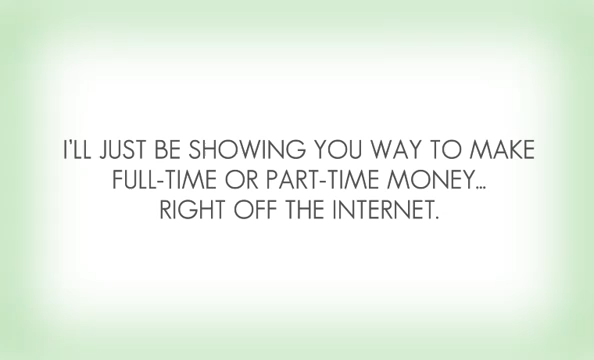 I'LL JUST BE SHOWING YOU WAY TO MAKE
FULL-TIME OR PART-TIME MONEY...
RIGHT OFF THE INTERNET.